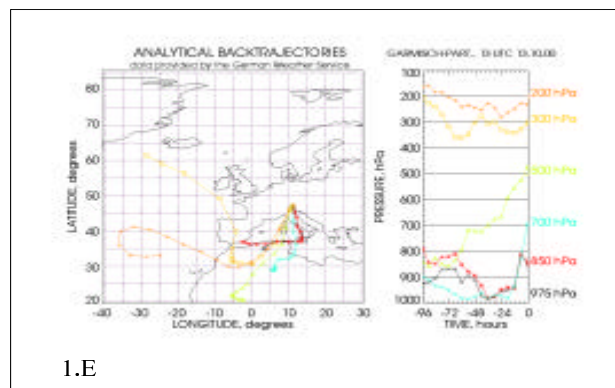 ANALYTICAL BACKTRAJECTORIES
data provided by the German Weather Service
80
70
60
50
40
30
20
LATITUDE, degrees
-40 -30 -20 -10 0 10 20 30
LONGITUDE, degrees
GARMISCH-PART., 13 UTC 13.10.00
100
200
300
400
500
600
700
800
900
1000
PRESSURE, hPa
200 hPa
300 hPa
500 hPa
700 hPa
850 hPa
975 hPa
-96 -72 -48 -24 0
TIME, hours
1.E